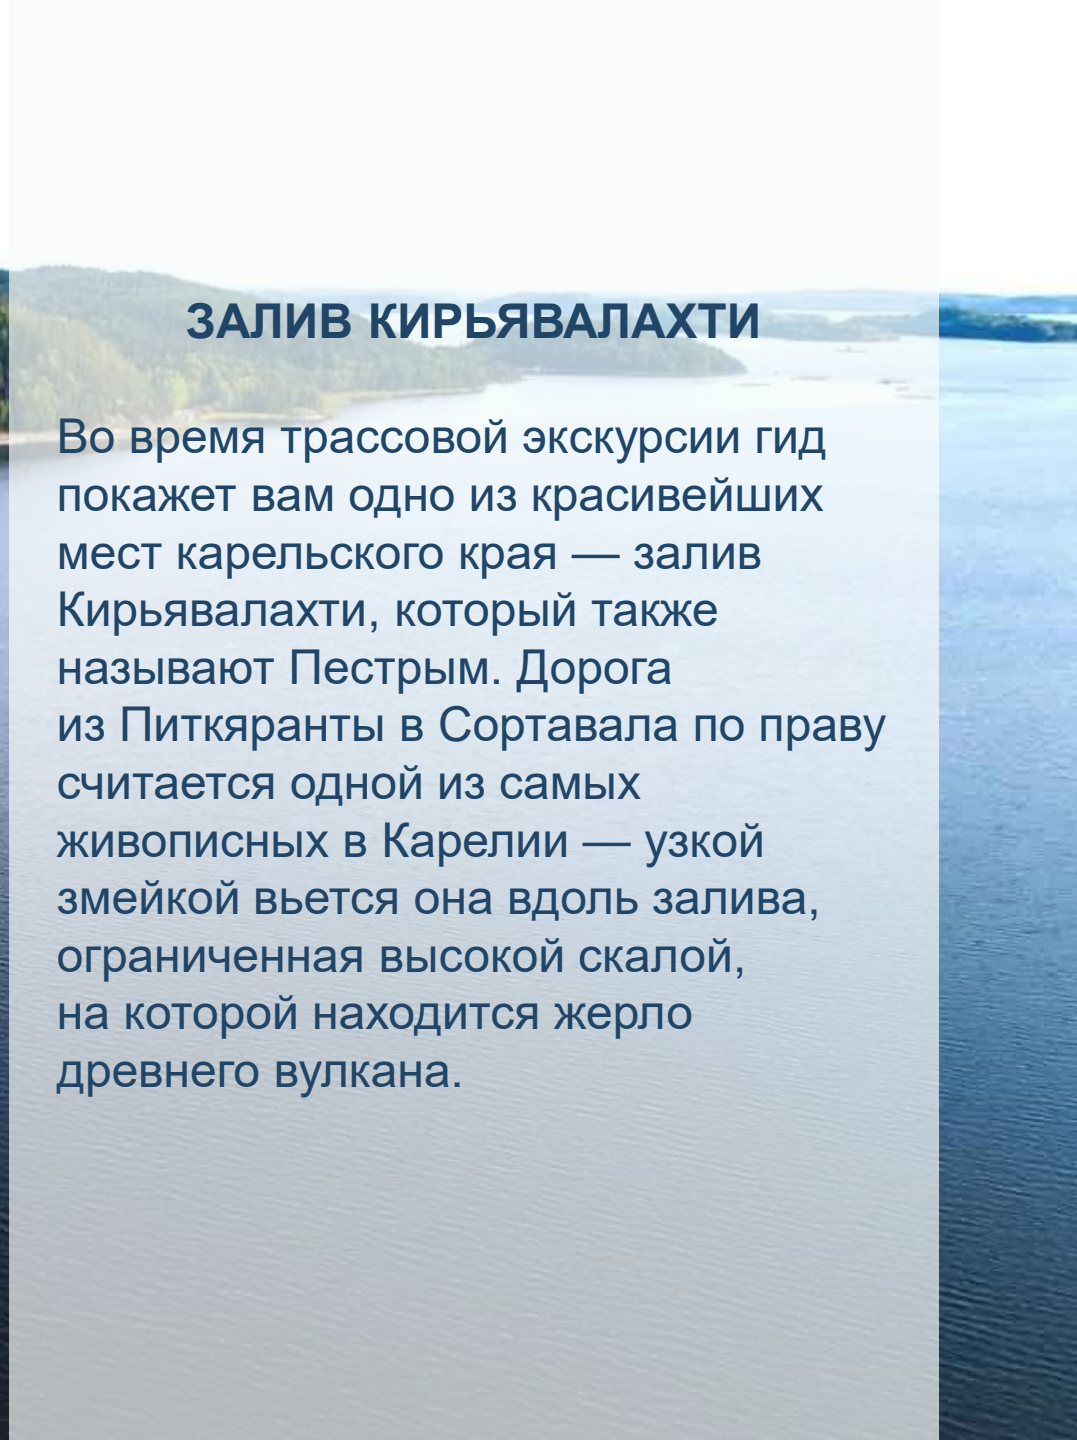 ЗАЛИВ КИРЬЯВАЛАХТИ
Во время трассовой экскурсии гид
покажет вам одно из красивейших
мест карельского края — залив
Кирьявалахти, который также
называют Пестрым. Дорога
из Питкяранты в Сортавала по праву
считается одной из самых
живописных в Карелии — узкой
змейкой вьется она вдоль залива,
ограниченная высокой скалой,
на которой находится жерло
древнего вулкана.